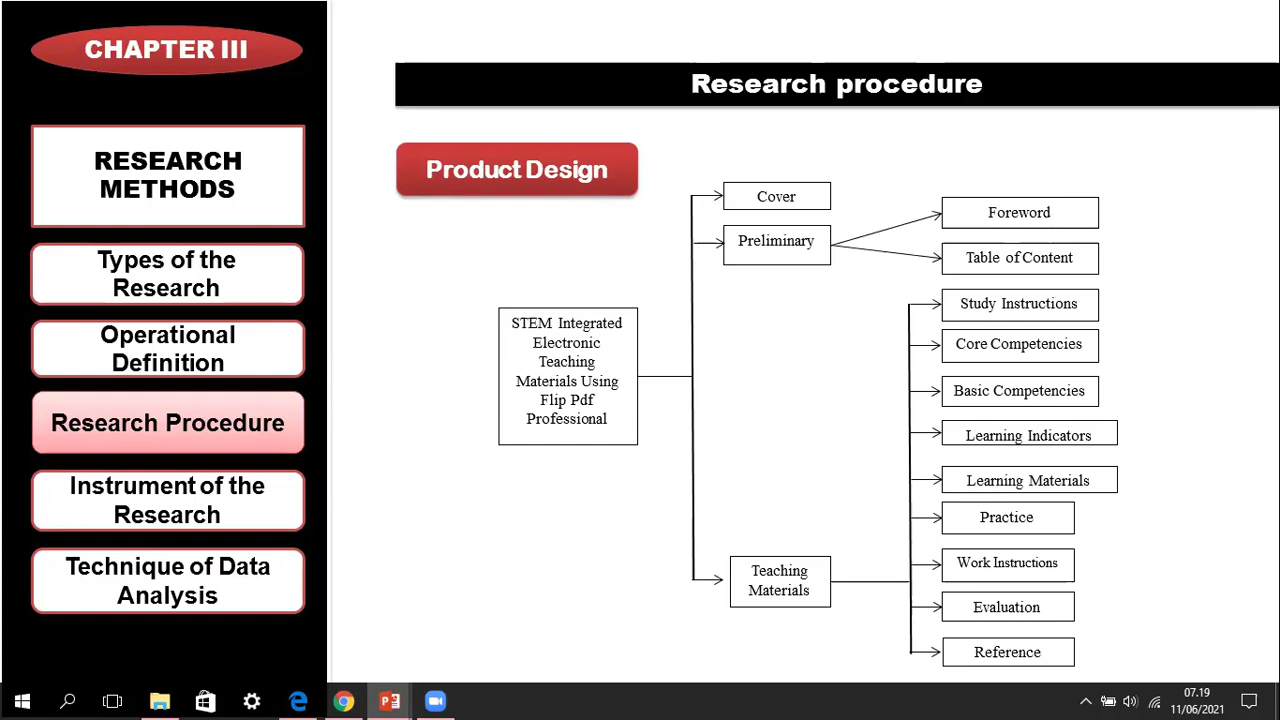 CHAPTER III
RESEARCH
METHODS
Types of the
Research
Operational
Definition
Research Procedure
Instrument of the
Research
Technique of Data
Analysis
Research procedure
Product Design
STEM Integrated
Electronic
Teaching
Materials Using
Flip Pdf
Professional
Cover
Preliminary
Teaching
Materials
Foreword
Table of Content
Study Instructions
Core Competencies
Basic Competencies
Learning Indicators
Learning Materials
Practice
Work Instructions
Evaluation
Reference
07.19
11/06/2021